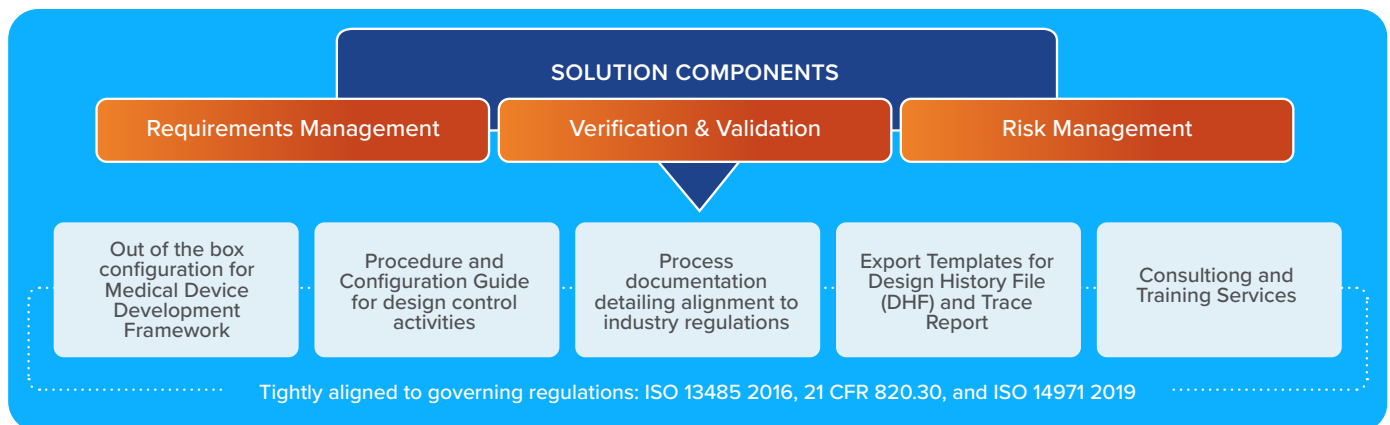 SOLUTION COMPONENTS
Requirements Management
Verification & Validation
Risk Management
Out of the box
configuration for
Medical Device
Development
Framework
Procedure and
Configuration Guide
for design control
activities
Process
documentation
detailing alignment to
industry regulations
Export Templates for
Design History File
(DHF) and Trace
Report
Consultiong and
Training Services
Tightly aligned to governing regulations: ISO 13485 2016, 21 CFR 820.30, and ISO 14971 2019